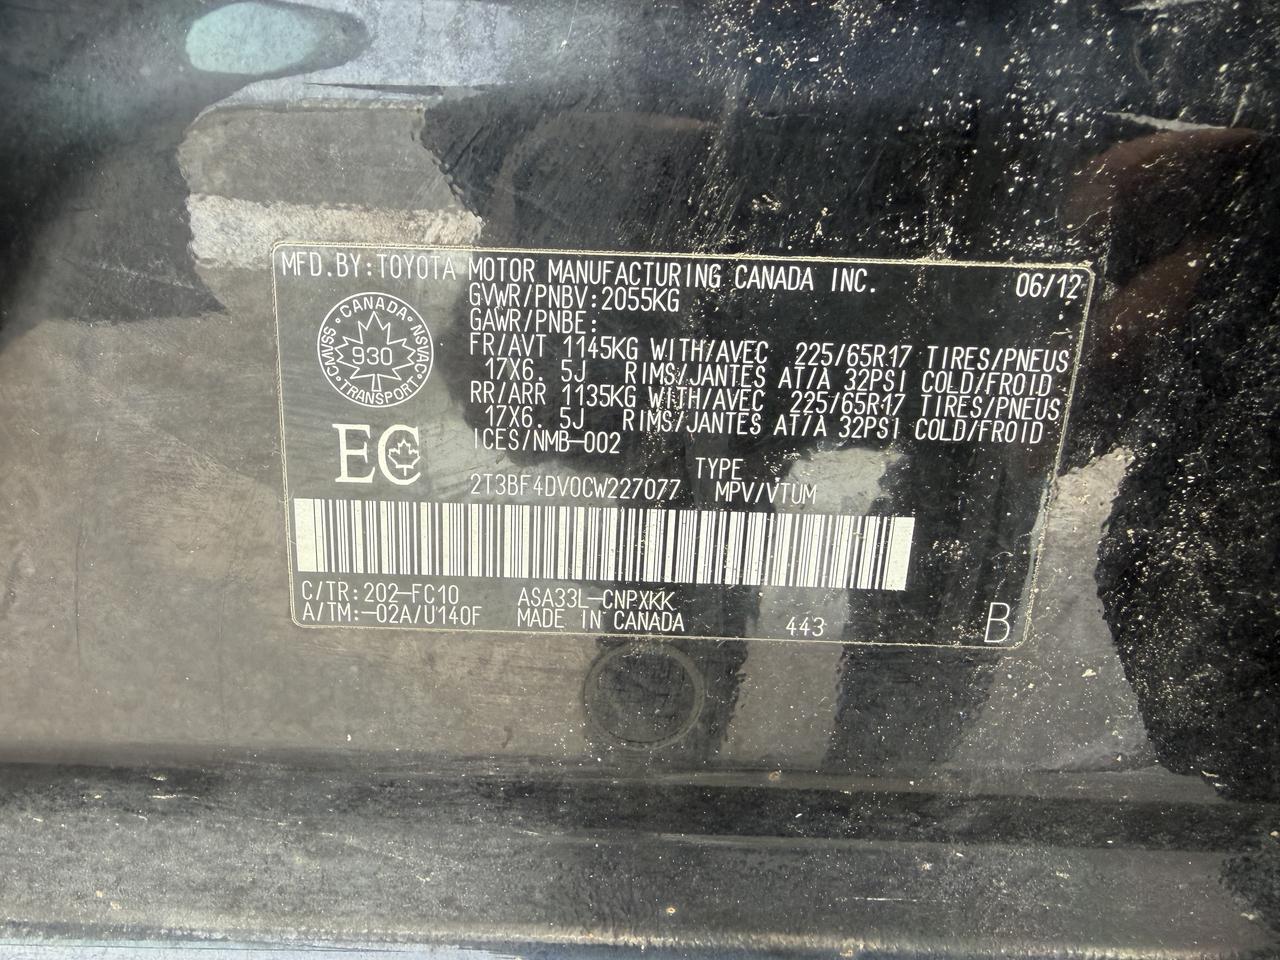 MFD.BY:TOYOTA MOTOR MANUFACTURING CANADA INC. 06/12
GVWR/PNBV:2055KG
GAWR/PNBE:
FR/AVT 1145KG WITH/AVEC 225/65R17 TIRES/PNEUS
17X6.5J RIMS/JANTES AT/A 32PSI COLD/FROID
RR/ARR 1135KG WITH/AVEC 225/65R17 TIRES/PNEUS
17X6.5J RIMS/JANTES AT/A 32PSI COLD/FROID
ICES/NMB-002
CANADA
CMVSS 930 NSVAC
TRANSPORT
EC
TYPE
2T3BF4DV0CW227077 MPV/VTUM
C/TR:202-FC10 ASA33L-CNPXKK
A/TM:-02A/U140F MADE IN CANADA 443 B